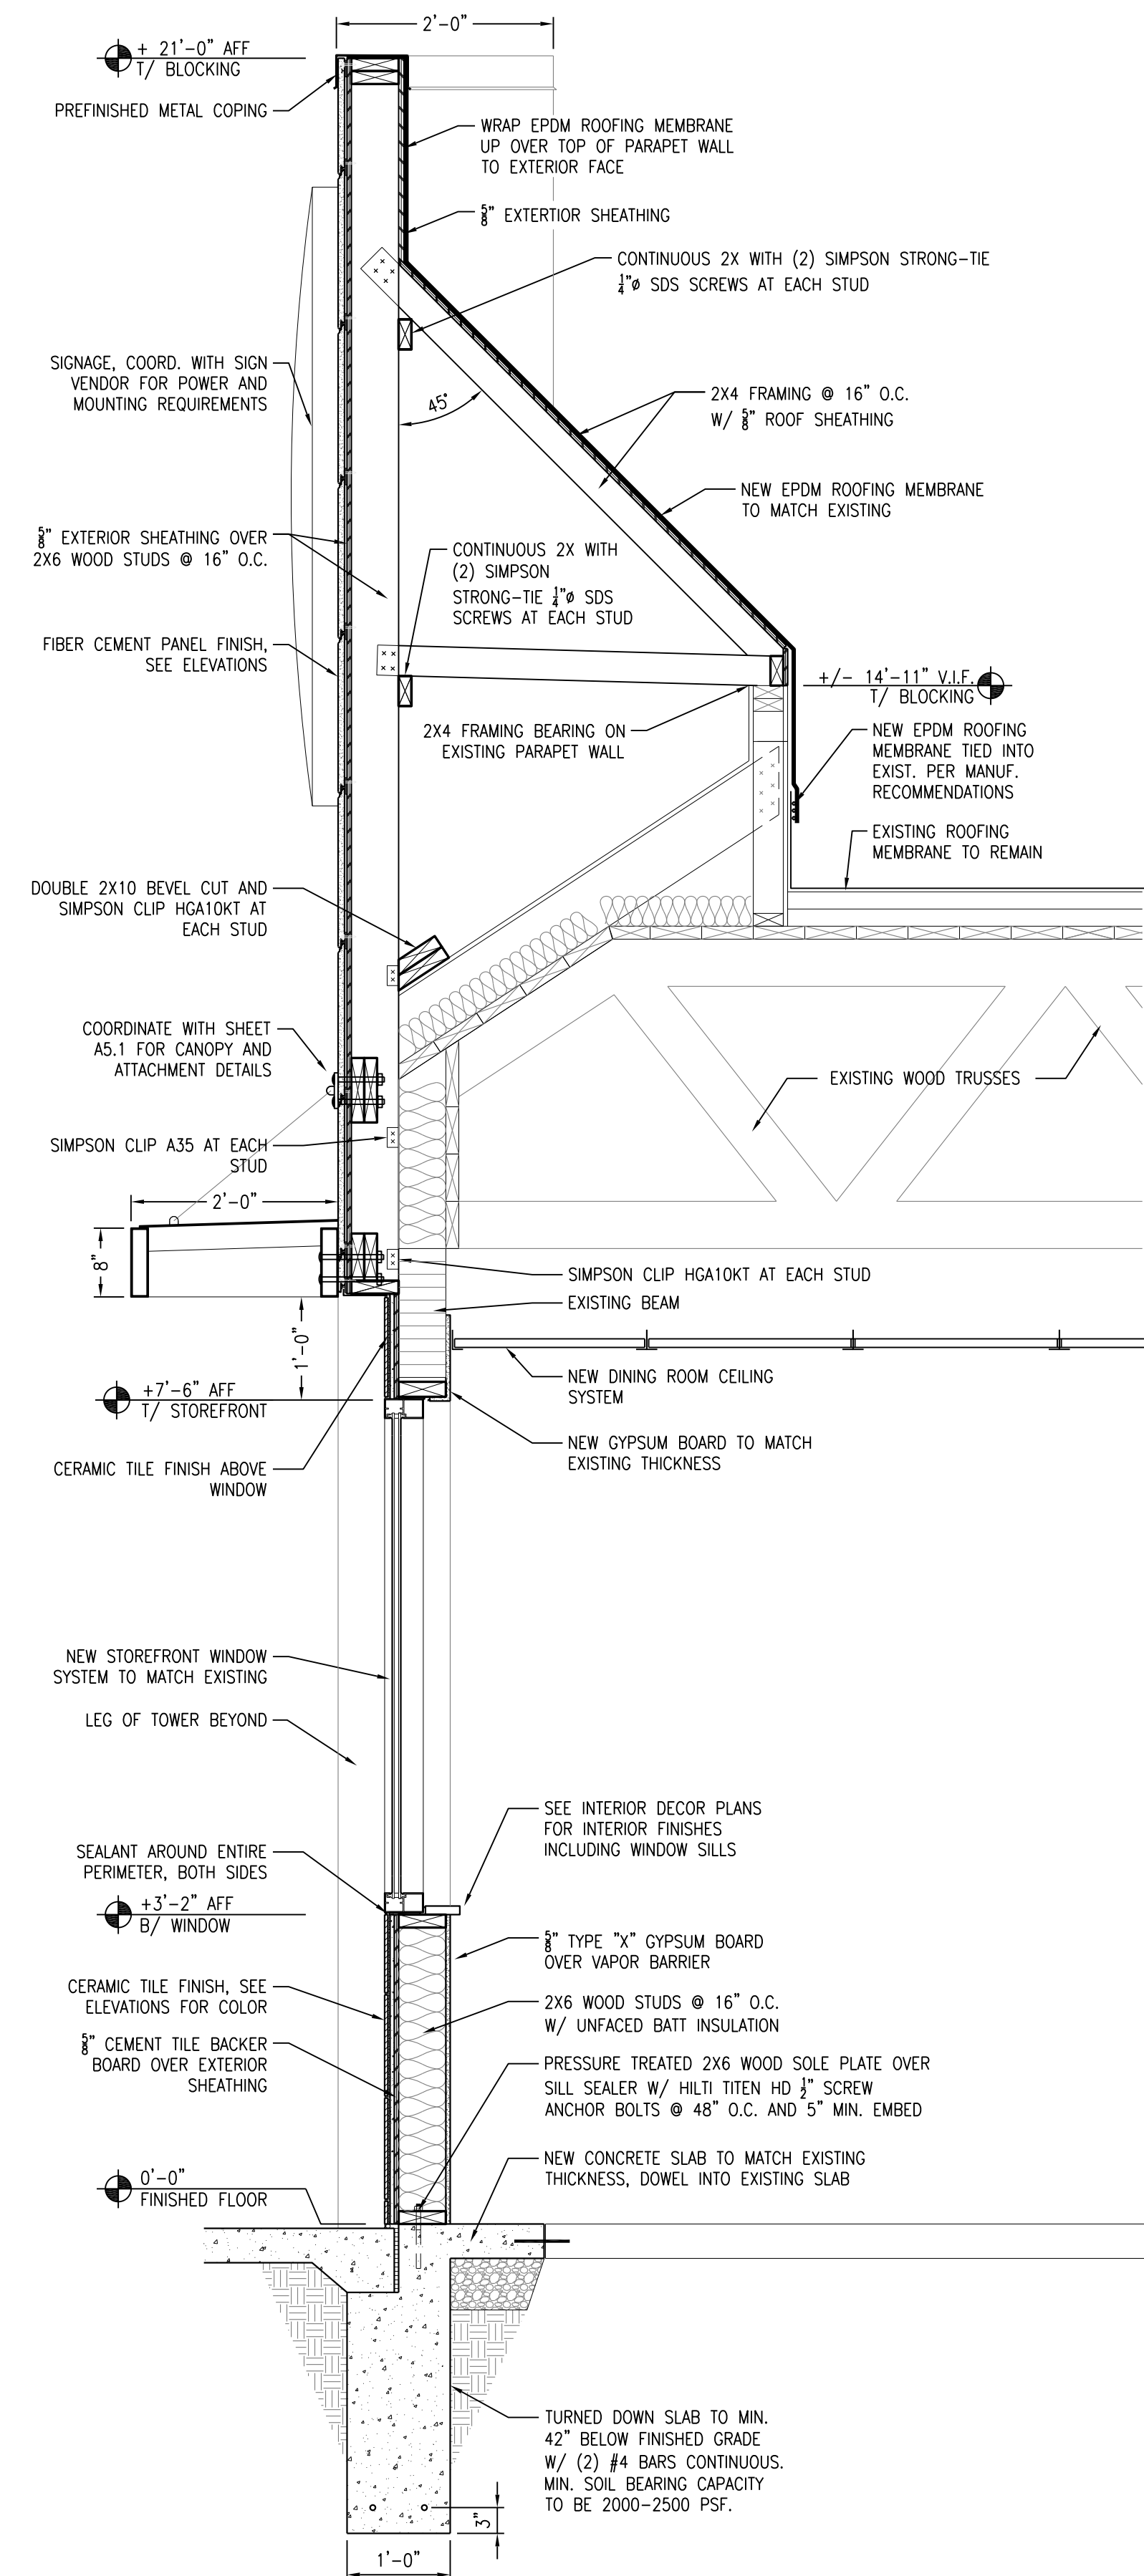 2'-0"
+ 21'-0" AFF
T/ BLOCKING
PREFINISHED METAL COPING
WRAP EPDM ROOFING MEMBRANE
UP OVER TOP OF PARAPET WALL
TO EXTERIOR FACE
5/8" EXTERTIOR SHEATHING
CONTINUOUS 2X WITH (2) SIMPSON STRONG-TIE
1/4"ø SDS SCREWS AT EACH STUD
SIGNAGE, COORD. WITH SIGN
VENDOR FOR POWER AND
MOUNTING REQUIREMENTS
45°
2X4 FRAMING @ 16" O.C.
W/ 5/8" ROOF SHEATHING
NEW EPDM ROOFING MEMBRANE
TO MATCH EXISTING
5/8" EXTERIOR SHEATHING OVER
2X6 WOOD STUDS @ 16" O.C.
CONTINUOUS 2X WITH
(2) SIMPSON
STRONG-TIE 1/4"ø SDS
SCREWS AT EACH STUD
FIBER CEMENT PANEL FINISH,
SEE ELEVATIONS
+/- 14'-11" V.I.F.
T/ BLOCKING
2X4 FRAMING BEARING ON
EXISTING PARAPET WALL
NEW EPDM ROOFING
MEMBRANE TIED INTO
EXIST. PER MANUF.
RECOMMENDATIONS
EXISTING ROOFING
MEMBRANE TO REMAIN
DOUBLE 2X10 BEVEL CUT AND
SIMPSON CLIP HGA10KT AT
EACH STUD
COORDINATE WITH SHEET
A5.1 FOR CANOPY AND
ATTACHMENT DETAILS
EXISTING WOOD TRUSSES
SIMPSON CLIP A35 AT EACH
STUD
2'-0"
8"
SIMPSON CLIP HGA10KT AT EACH STUD
EXISTING BEAM
1'-0"
NEW DINING ROOM CEILING
SYSTEM
+7'-6" AFF
T/ STOREFRONT
NEW GYPSUM BOARD TO MATCH
EXISTING THICKNESS
CERAMIC TILE FINISH ABOVE
WINDOW
NEW STOREFRONT WINDOW
SYSTEM TO MATCH EXISTING
LEG OF TOWER BEYOND
SEE INTERIOR DECOR PLANS
FOR INTERIOR FINISHES
INCLUDING WINDOW SILLS
SEALANT AROUND ENTIRE
PERIMETER, BOTH SIDES
+3'-2" AFF
B/ WINDOW
5/8" TYPE "X" GYPSUM BOARD
OVER VAPOR BARRIER
CERAMIC TILE FINISH, SEE
ELEVATIONS FOR COLOR
2X6 WOOD STUDS @ 16" O.C.
W/ UNFACED BATT INSULATION
5/8" CEMENT TILE BACKER
BOARD OVER EXTERIOR
SHEATHING
PRESSURE TREATED 2X6 WOOD SOLE PLATE OVER
SILL SEALER W/ HILTI TITEN HD 1/2" SCREW
ANCHOR BOLTS @ 48" O.C. AND 5" MIN. EMBED
NEW CONCRETE SLAB TO MATCH EXISTING
THICKNESS, DOWEL INTO EXISTING SLAB
0'-0"
FINISHED FLOOR
TURNED DOWN SLAB TO MIN.
42" BELOW FINISHED GRADE
W/ (2) #4 BARS CONTINUOUS.
MIN. SOIL BEARING CAPACITY
TO BE 2000-2500 PSF.
3"
1'-0"